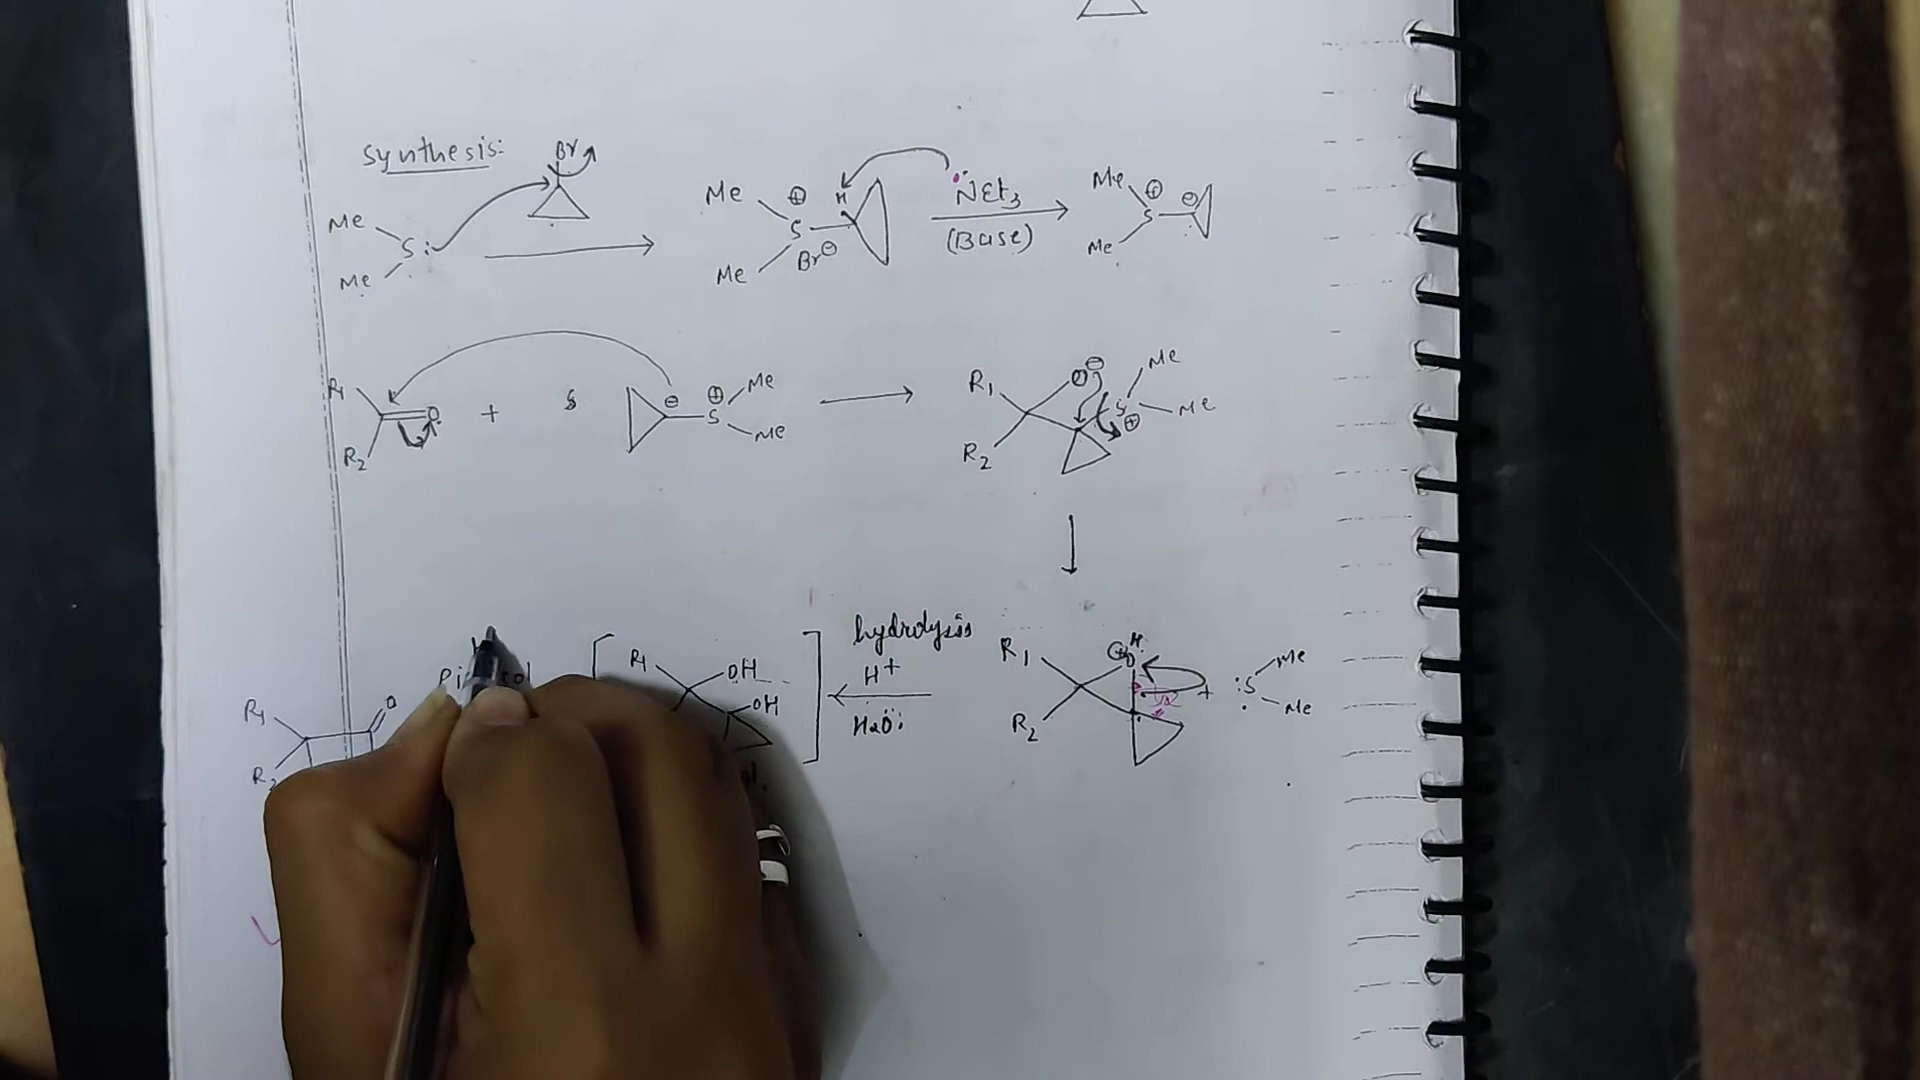 synthesis:
Br
Me
S:
Me
Me
⊕
S
H
Me
Br⊖
N̈Et3
(Base)
Me
⊕
S
⊖
Me
R1
R2
O
+
⊖
⊕
S
Me
Me
R1
R2
O⊖
S
⊕
Me
Me
R1
R2
O
⊕
H
+
:S
Me
Me
hydrolysis
H+
H2O:
R1
OH
OH
R1
R2
O